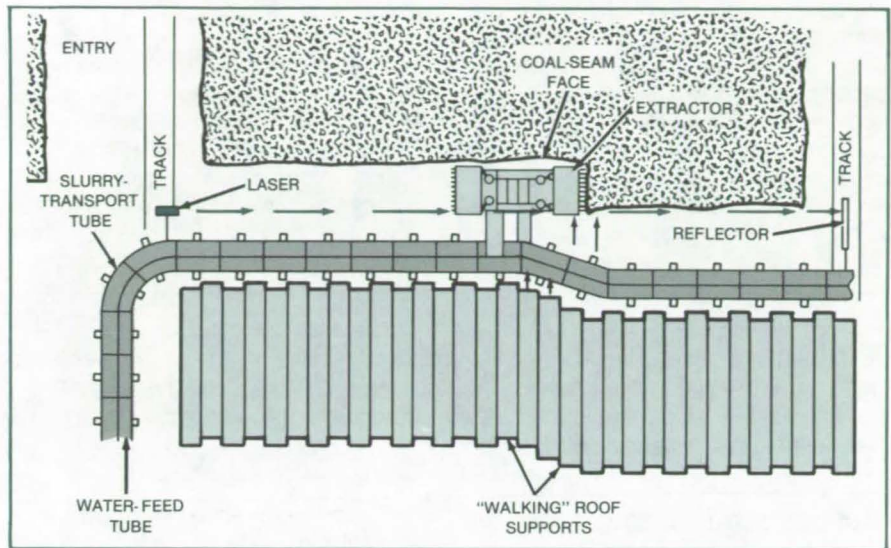 ENTRY
COAL-SEAM
FACE
EXTRACTOR
TRACK
LASER
SLURRY-
TRANSPORT
TUBE
TRACK
REFLECTOR
WATER-FEED
TUBE
"WALKING" ROOF
SUPPORTS